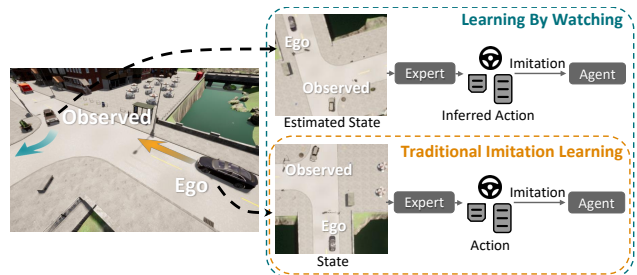 Learning By Watching
Observed
Ego
Ego
Observed
Estimated State
Expert
Inferred Action
Imitation
Agent
Traditional Imitation Learning
Observed
Ego
State
Expert
Action
Imitation
Agent